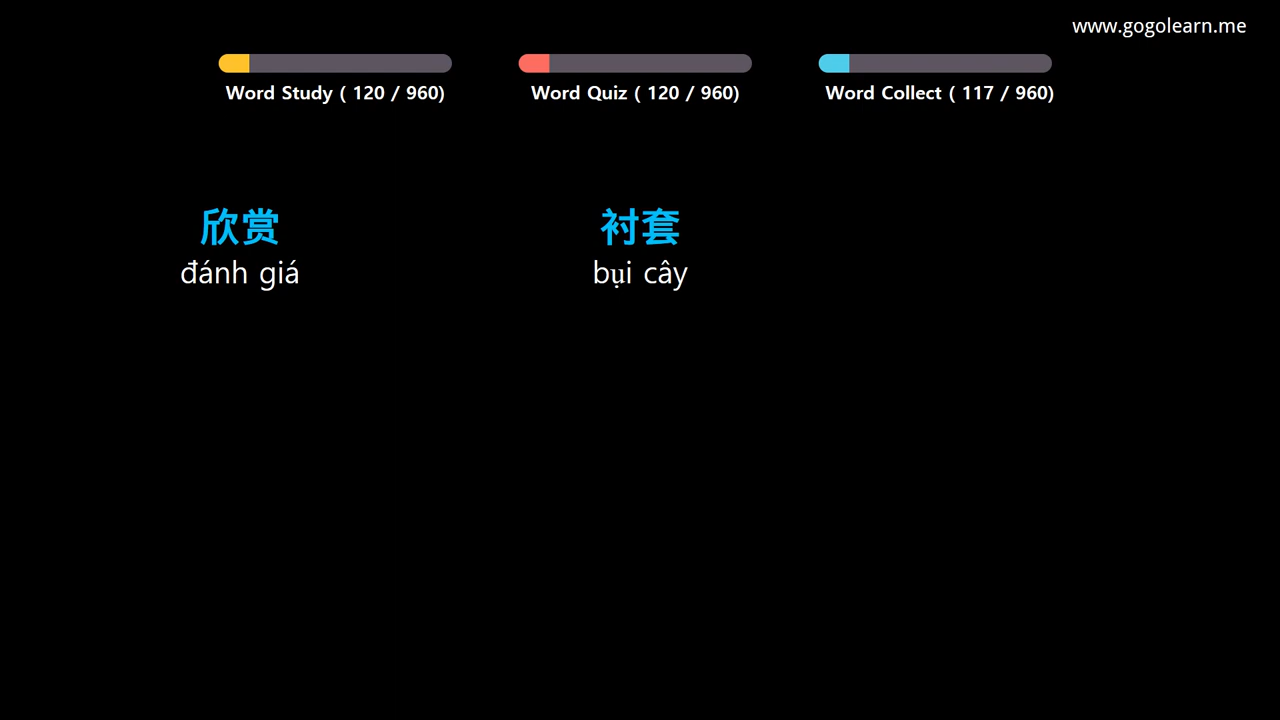 www.gogolearn.me
Word Study ( 120 / 960)
Word Quiz ( 120 / 960)
Word Collect ( 117 / 960)
欣赏
đánh giá
衬套
bụi cây